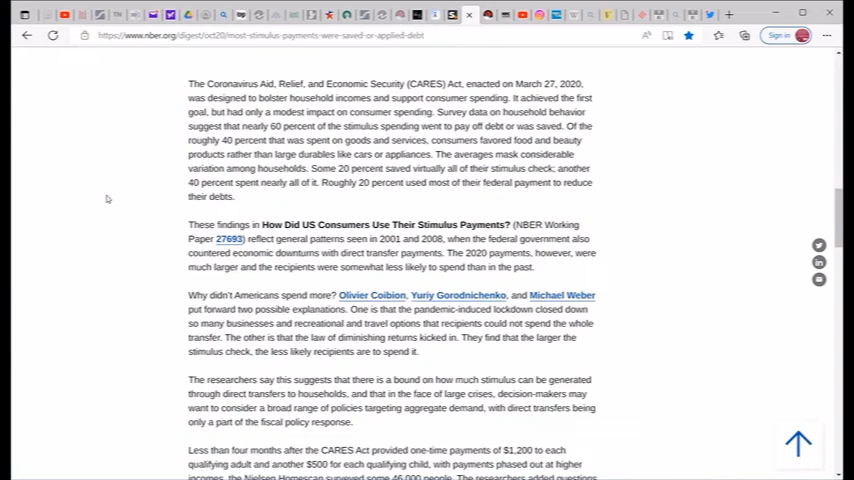 https://www.nber.org/digest/oct20/most-stimulus-payments-were-saved-or-applied-debt
Sign in
The Coronavirus Aid, Relief, and Economic Security (CARES) Act, enacted on March 27, 2020,
was designed to bolster household incomes and support consumer spending. It achieved the first
goal, but had only a modest impact on consumer spending. Survey data on household behavior
suggest that nearly 60 percent of the stimulus spending went to pay off debt or was saved. Of the
roughly 40 percent that was spent on goods and services, consumers favored food and beauty
products rather than large durables like cars or appliances. The averages mask considerable
variation among households. Some 20 percent saved virtually all of their stimulus check; another
40 percent spent nearly all of it. Roughly 20 percent used most of their federal payment to reduce
their debts.
These findings in How Did US Consumers Use Their Stimulus Payments? (NBER Working
Paper 27693) reflect general patterns seen in 2001 and 2008, when the federal government also
countered economic downturns with direct transfer payments. The 2020 payments, however, were
much larger and the recipients were somewhat less likely to spend than in the past.
Why didn't Americans spend more? Olivier Coibion, Yuriy Gorodnichenko, and Michael Weber
put forward two possible explanations. One is that the pandemic-induced lockdown closed down
so many businesses and recreational and travel options that recipients could not spend the whole
transfer. The other is that the law of diminishing returns kicked in. They find that the larger the
stimulus check, the less likely recipients are to spend it.
The researchers say this suggests that there is a bound on how much stimulus can be generated
through direct transfers to households, and that in the face of large crises, decision-makers may
want to consider a broad range of policies targeting aggregate demand, with direct transfers being
only a part of the fiscal policy response.
Less than four months after the CARES Act provided one-time payments of $1,200 to each
qualifying adult and another $500 for each qualifying child, with payments phased out at higher
incomes, the Nielsen Homescan surveyed some 46,000 people. The researchers added questions